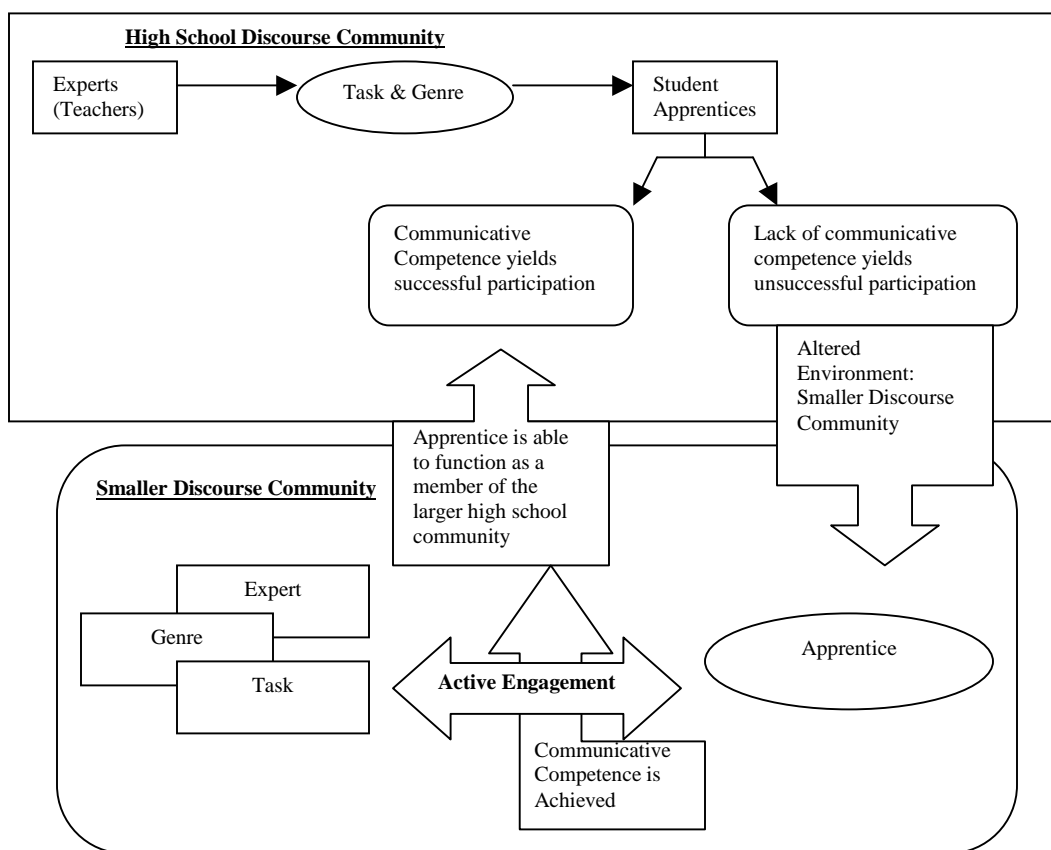 High School Discourse Community
Experts
(Teachers)
Task & Genre
Student
Apprentices
Communicative
Competence yields
successful participation
Lack of communicative
competence yields
unsuccessful participation
Altered
Environment:
Smaller Discourse
Community
Apprentice is able
to function as a
member of the
larger high school
community
Smaller Discourse Community
Expert
Genre
Task
Active Engagement
Apprentice
Communicative
Competence is
Achieved